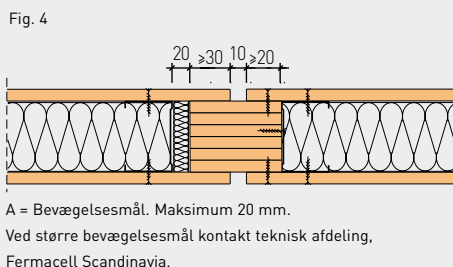 Fig. 4
20 ≥30 10 ≥20
A = Bevægelsesmål. Maksimum 20 mm.
Ved større bevægelsesmål kontakt teknisk afdeling,
Fermacell Scandinavia.